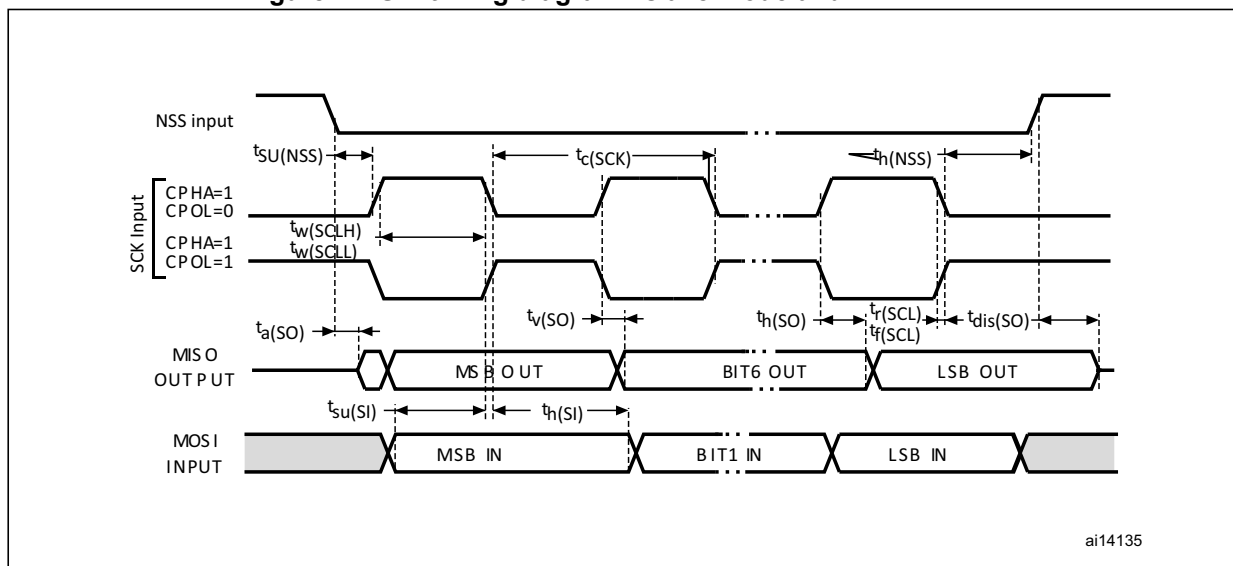 NSS input
tSU(NSS)
tc(SCK)
th(NSS)
SCK Input
CPHA=1
CPOL=0
tw(SCLH)
tw(SCLL)
CPHA=1
CPOL=1
ta(SO)
tv(SO)
th(SO)
tr(SCL)
tf(SCL)
tdis(SO)
MISO
OUTPUT
MSB OUT
BIT6 OUT
LSB OUT
tsu(SI)
th(SI)
MOSI
INPUT
MSB IN
BIT1 IN
LSB IN
ai14135